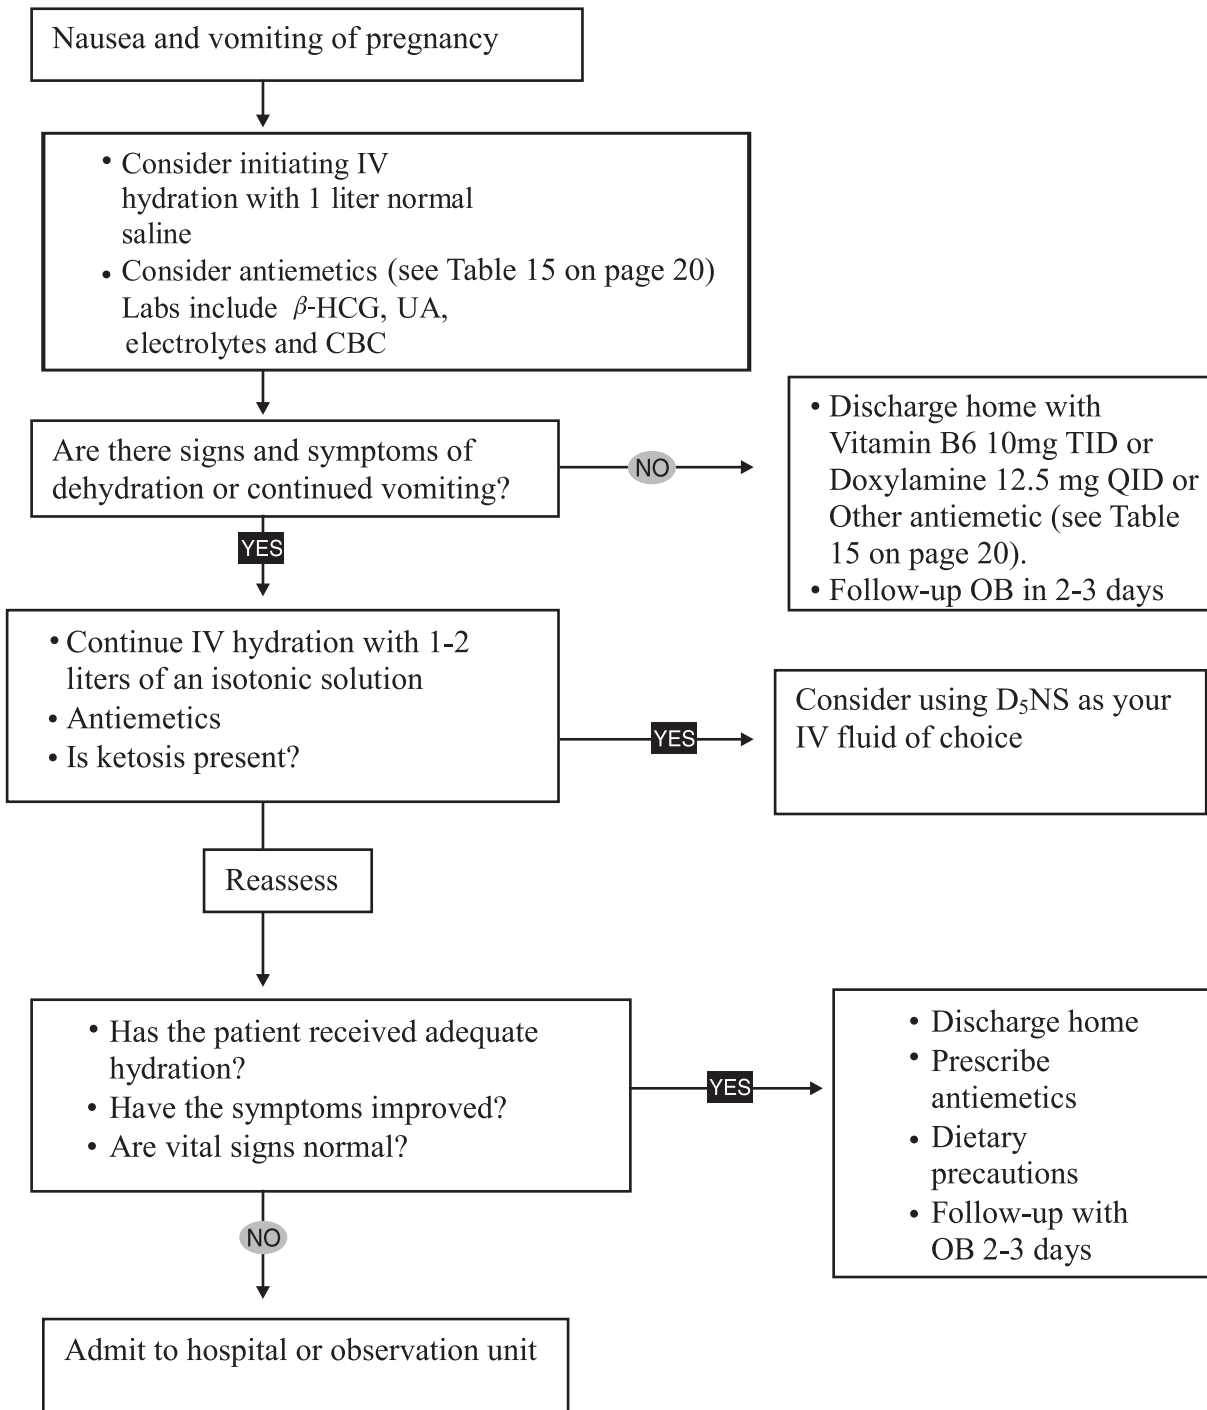 Nausea and vomiting of pregnancy
• Consider initiating IV
hydration with 1 liter normal
saline
• Consider antiemetics (see Table 15 on page 20)
Labs include β-HCG, UA,
electrolytes and CBC
Are there signs and symptoms of
dehydration or continued vomiting?
NO
• Discharge home with
Vitamin B6 10mg TID or
Doxylamine 12.5 mg QID or
Other antiemetic (see Table
15 on page 20).
• Follow-up OB in 2-3 days
YES
• Continue IV hydration with 1-2
liters of an isotonic solution
• Antiemetics
• Is ketosis present?
YES
Consider using D₅NS as your
IV fluid of choice
Reassess
• Has the patient received adequate
hydration?
• Have the symptoms improved?
• Are vital signs normal?
YES
• Discharge home
• Prescribe
antiemetics
• Dietary
precautions
• Follow-up with
OB 2-3 days
NO
Admit to hospital or observation unit